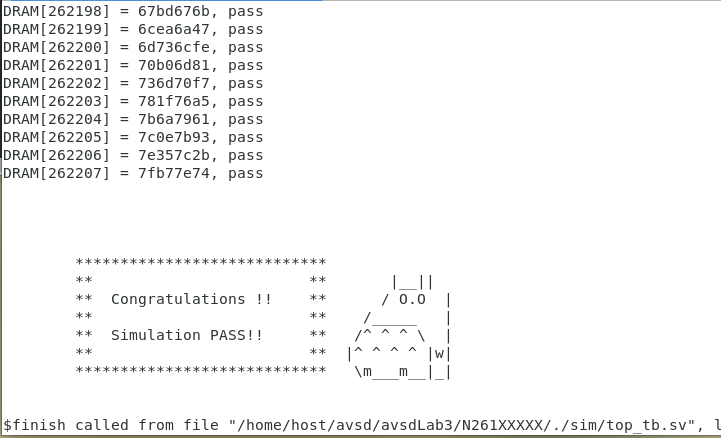 DRAM[262198] = 67bd676b, pass
DRAM[262199] = 6cea6a47, pass
DRAM[262200] = 6d736cfe, pass
DRAM[262201] = 70b06d81, pass
DRAM[262202] = 736d70f7, pass
DRAM[262203] = 781f76a5, pass
DRAM[262204] = 7b6a7961, pass
DRAM[262205] = 7c0e7b93, pass
DRAM[262206] = 7e357c2b, pass
DRAM[262207] = 7fb77e74, pass
        ****************************
        **                        **       |__||
        **  Congratulations !!    **      / O.O  |
        **                        **    /_____   |
        **  Simulation PASS!!     **   /^ ^ ^ \  |
        **                        **  |^ ^ ^ ^ |w|
        ****************************   \m___m__|_|
$finish called from file "/home/host/avsd/avsdLab3/N261XXXXX/./sim/top_tb.sv", l